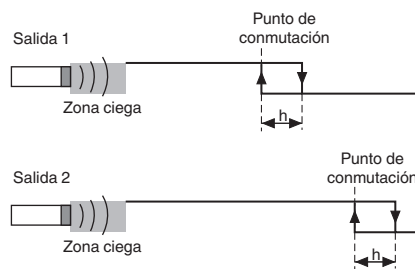 Punto de
conmutación
Salida 1
h
Zona ciega
Punto de
conmutación
Salida 2
h
Zona ciega